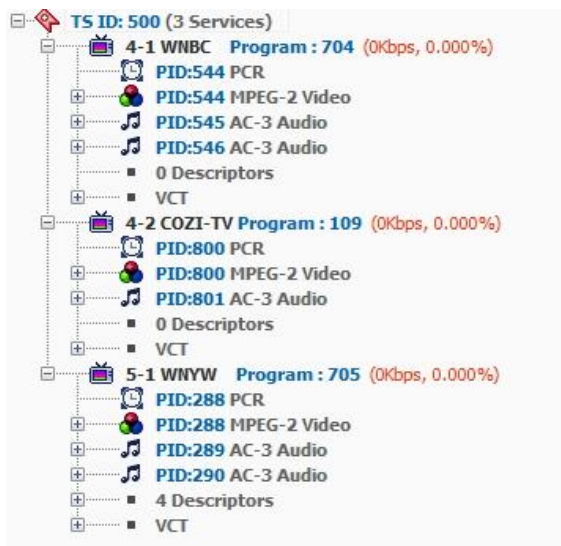 TS ID: 500 (3 Services)
4-1 WNBC Program : 704 (0Kbps, 0.000%)
PID:544 PCR
PID:544 MPEG-2 Video
PID:545 AC-3 Audio
PID:546 AC-3 Audio
0 Descriptors
VCT
4-2 COZI-TV Program : 109 (0Kbps, 0.000%)
PID:800 PCR
PID:800 MPEG-2 Video
PID:801 AC-3 Audio
0 Descriptors
VCT
5-1 WNYW Program : 705 (0Kbps, 0.000%)
PID:288 PCR
PID:288 MPEG-2 Video
PID:289 AC-3 Audio
PID:290 AC-3 Audio
4 Descriptors
VCT